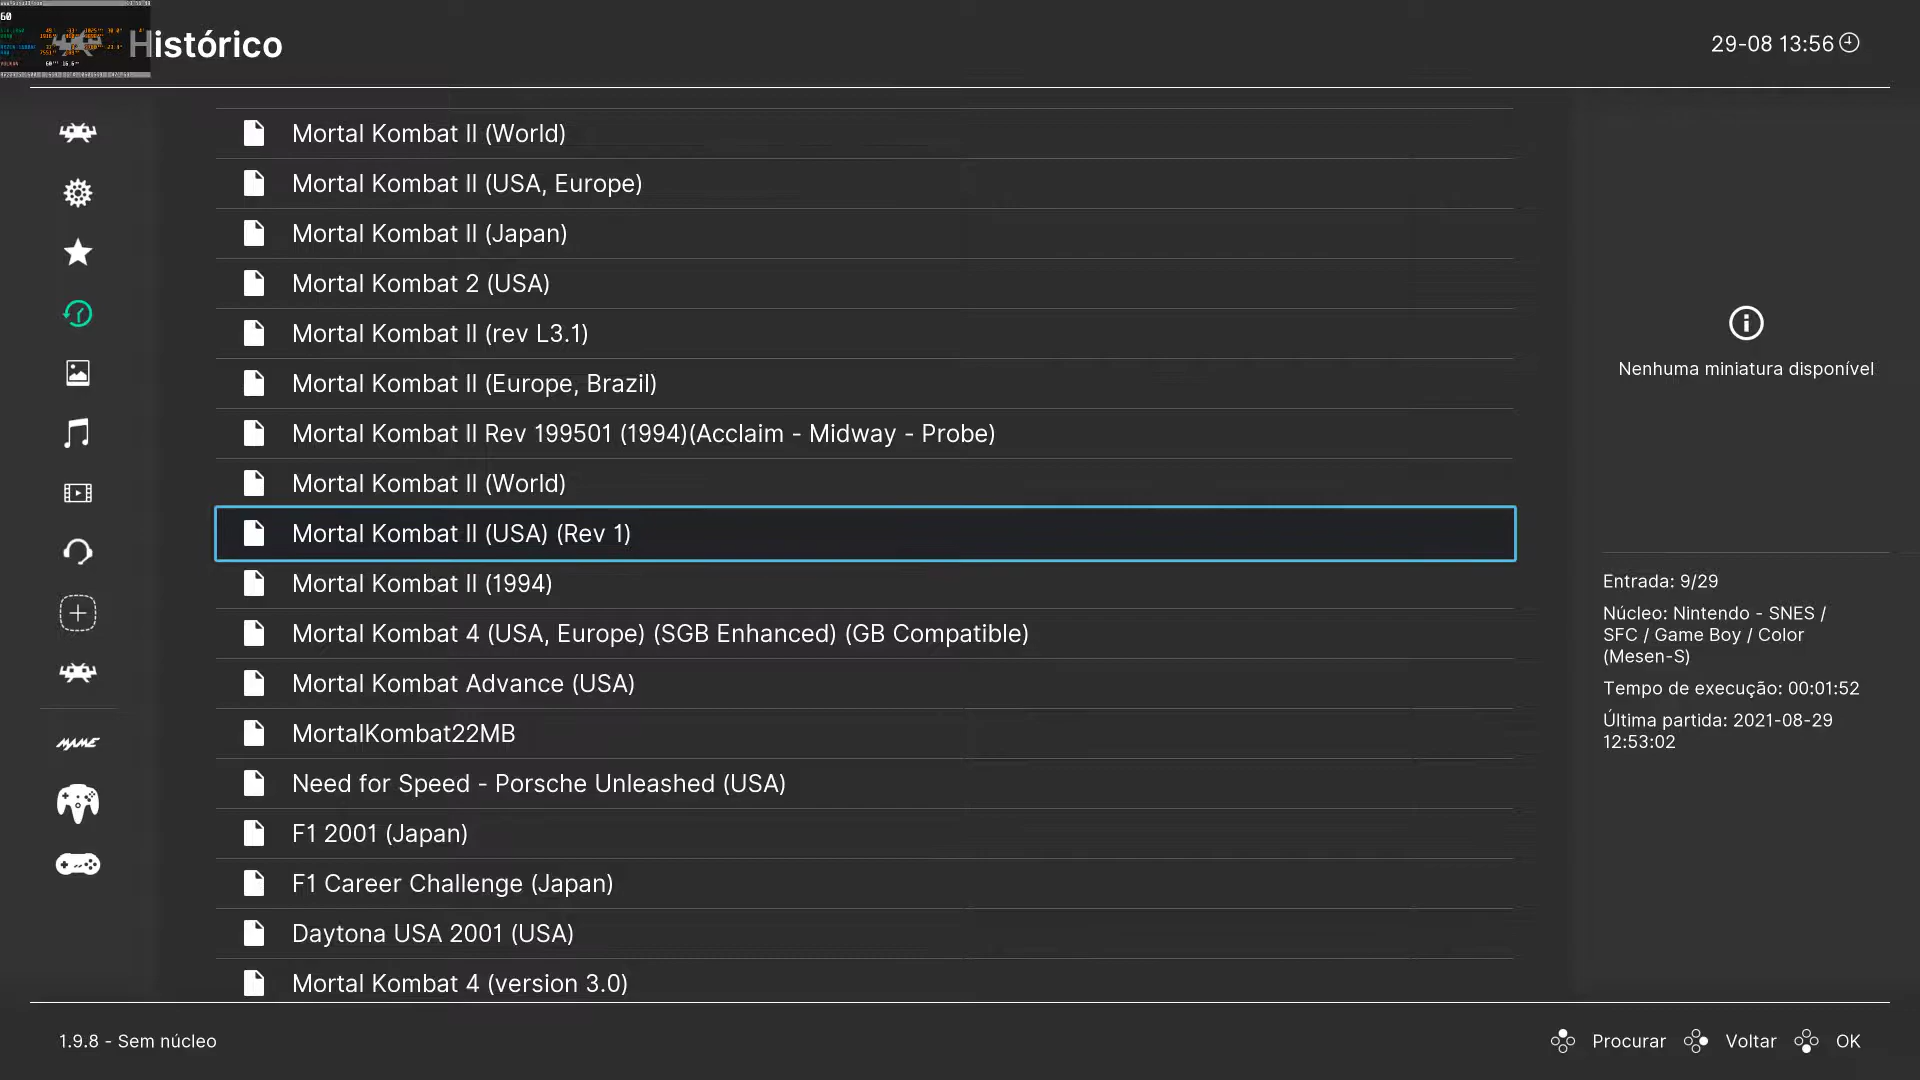 60
Histórico
29-08 13:56
Mortal Kombat II (World)
Mortal Kombat II (USA, Europe)
Mortal Kombat II (Japan)
Mortal Kombat 2 (USA)
Mortal Kombat II (rev L3.1)
Mortal Kombat II (Europe, Brazil)
Mortal Kombat II Rev 199501 (1994)(Acclaim - Midway - Probe)
Mortal Kombat II (World)
Mortal Kombat II (USA) (Rev 1)
Mortal Kombat II (1994)
Mortal Kombat 4 (USA, Europe) (SGB Enhanced) (GB Compatible)
Mortal Kombat Advance (USA)
MortalKombat22MB
Need for Speed - Porsche Unleashed (USA)
F1 2001 (Japan)
F1 Career Challenge (Japan)
Daytona USA 2001 (USA)
Mortal Kombat 4 (version 3.0)
MAME
Nenhuma miniatura disponível
Entrada: 9/29
Núcleo: Nintendo - SNES /
SFC / Game Boy / Color
(Mesen-S)
Tempo de execução: 00:01:52
Última partida: 2021-08-29
12:53:02
1.9.8 - Sem núcleo
Procurar
Voltar
OK